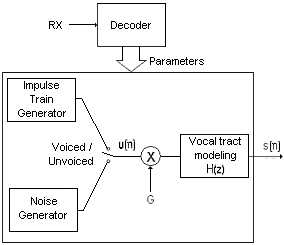 RX
Decoder
Parameters
Impulse
Train
Generator
Voiced /
Unvoiced
u(n)
X
Vocal tract
modeling
H(z)
s(n)
G
Noise
Generator